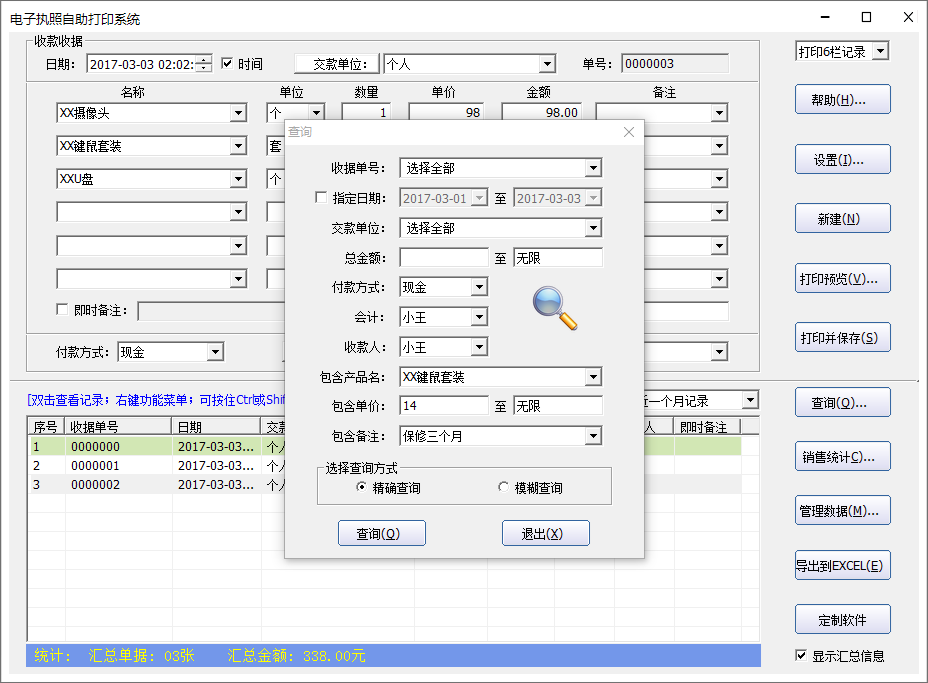 电子执照自助打印系统
收款收据
日期： 2017-03-03 02:02: 时间 交款单位： 个人 单号： 0000003
打印6栏记录
名称 单位 数量 单价 金额 备注
XX摄像头 个 1 98 98.00
帮助(H)...
XX键鼠套装 套
设置(I)...
XXU盘 个
新建(N)
打印预览(V)...
即时备注：
打印并保存(S)
付款方式： 现金
查询
收据单号： 选择全部
指定日期： 2017-03-01 至 2017-03-03
交款单位： 选择全部
总金额： 至 无限
付款方式： 现金
会计： 小王
收款人： 小王
包含产品名： XX键鼠套装
包含单价： 14 至 无限
包含备注： 保修三个月
选择查询方式
精确查询 模糊查询
查询(Q) 退出(X)
[双击查看记录；右键功能菜单；可按住Ctrl或Shif
一个月记录
查询(O)...
序号 收据单号 日期 交款 人 即时备注
1 0000000 2017-03-03... 个人
2 0000001 2017-03-03... 个人
3 0000002 2017-03-03... 个人
销售统计C)...
管理数据(M)...
导出到EXCEL(E)
定制软件
统计： 汇总单据：03张 汇总金额：338.00元
显示汇总信息